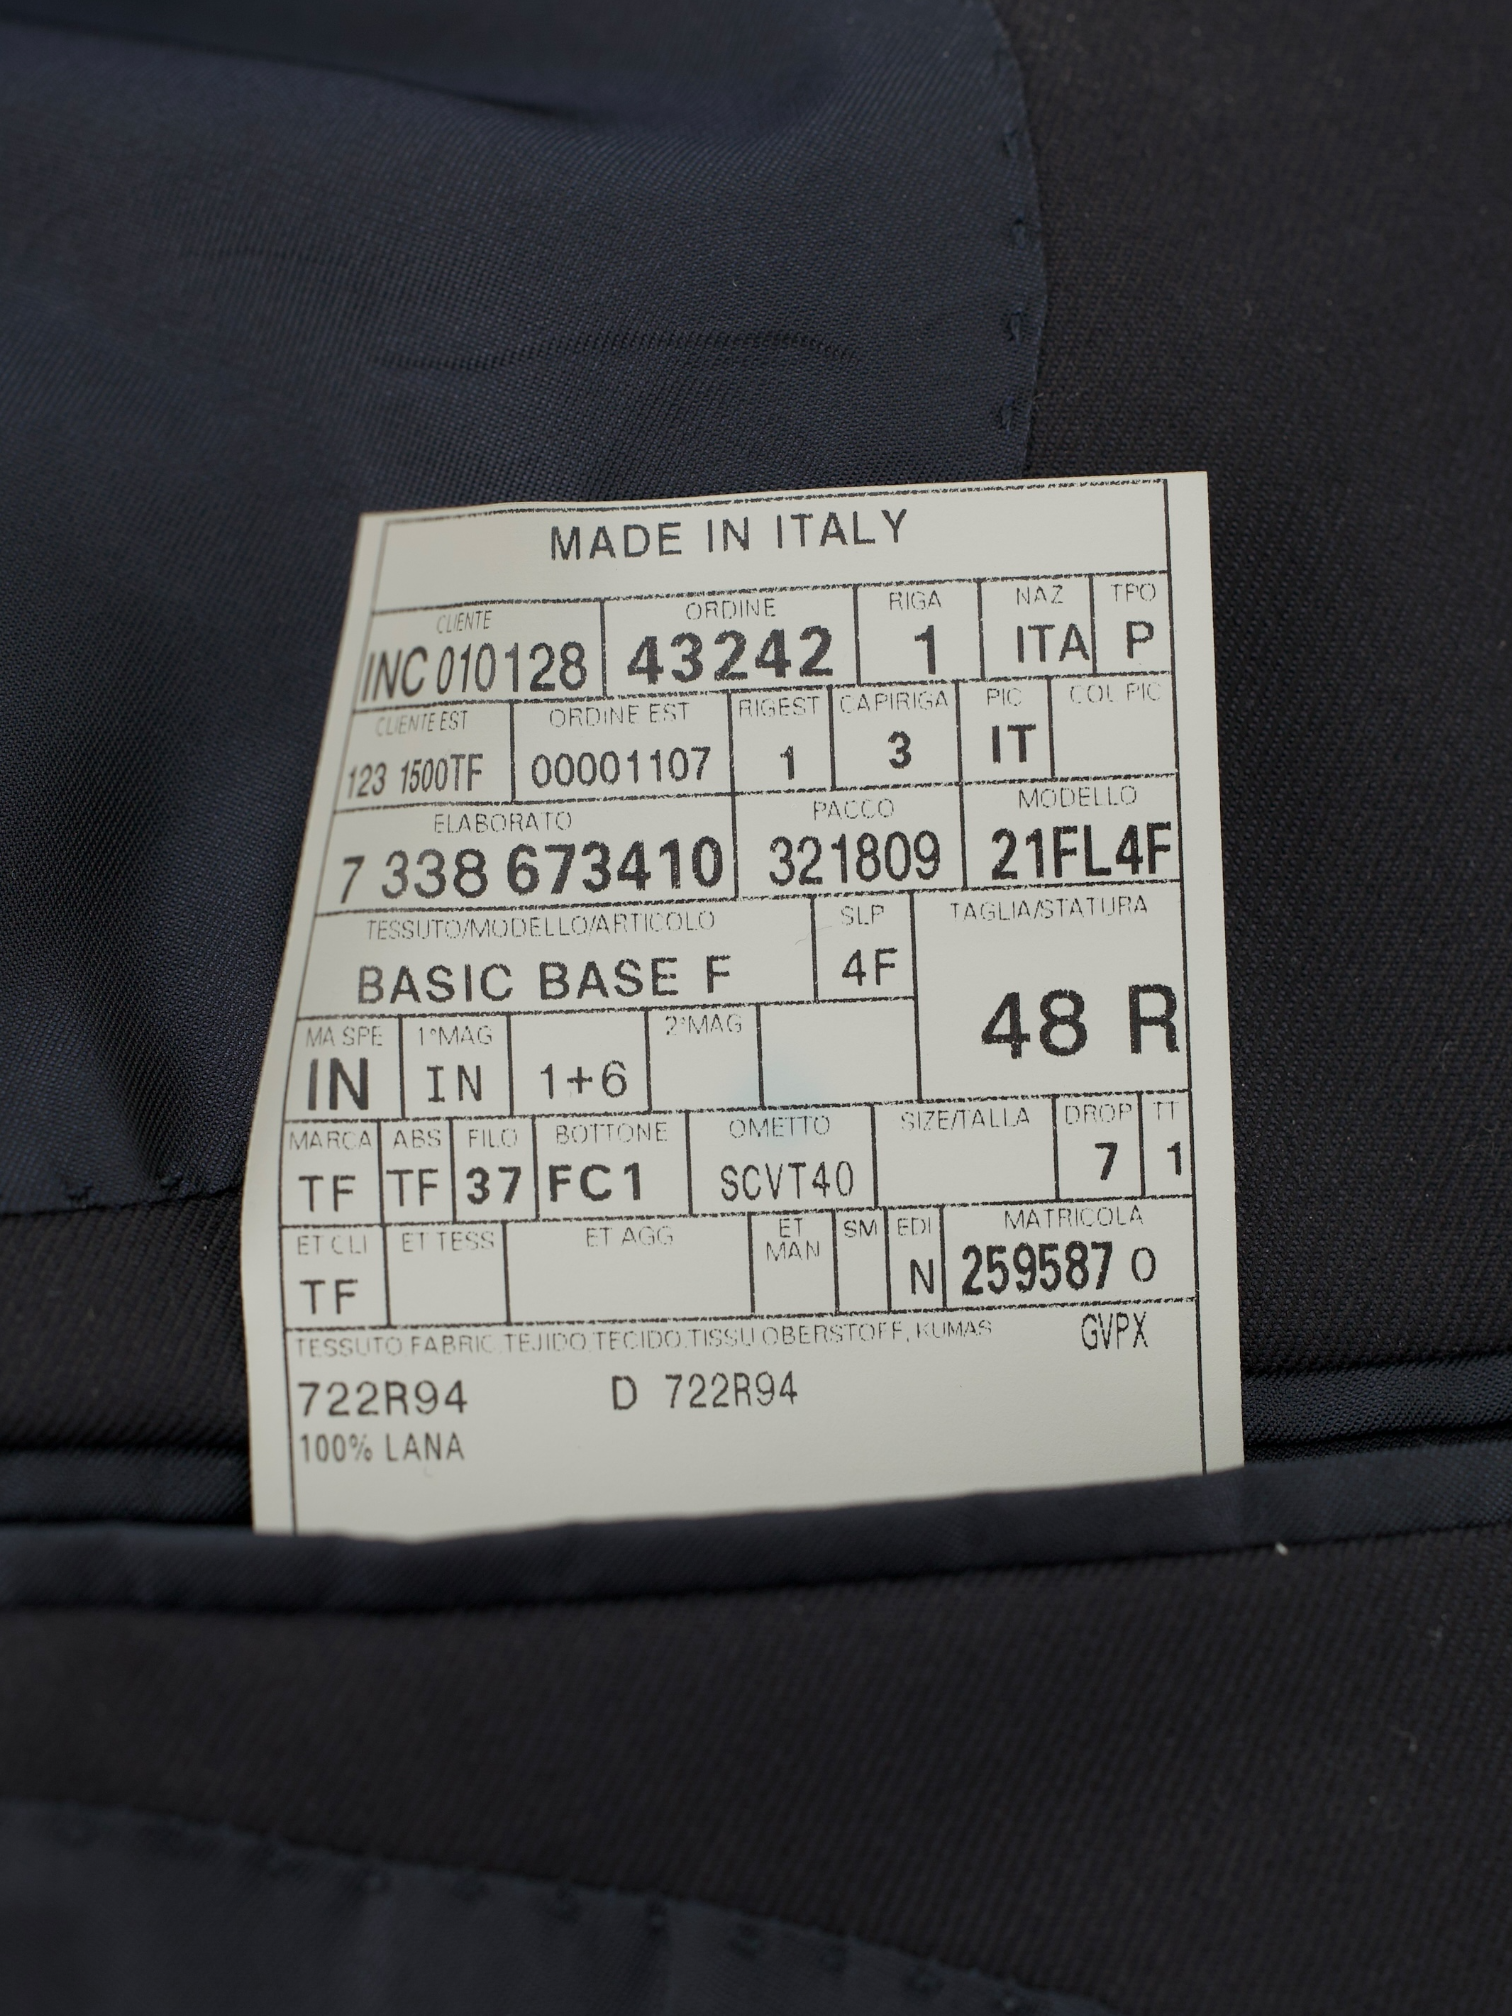 MADE IN ITALY
CLIENTE ORDINE RIGA NAZ TPO
INC 010128 43242 1 ITA P
CLIENTE EST ORDINE EST RIGEST CAPIRIGA PIC COL PIC
123 1500TF 00001107 1 3 IT
ELABORATO PACCO MODELLO
7 338 673410 321809 21FL4F
TESSUTO/MODELLO/ARTICOLO SLP TAGLIA/STATURA
BASIC BASE F 4F 48 R
MA SPE 1°MAG 2°MAG
IN IN 1+6
MARCA ABS FILO BOTTONE OMETTO SIZE/TALLA DROP TT
TF TF 37 FC1 SCVT40 7 1
ET CLI ET TESS ET AGG ET MAN SM EDI MATRICOLA
TF N 259587 0
TESSUTO,FABRIC,TEJIDO,TECIDO,TISSU,OBERSTOFF, KUMAS GVPX
722R94 D 722R94
100% LANA